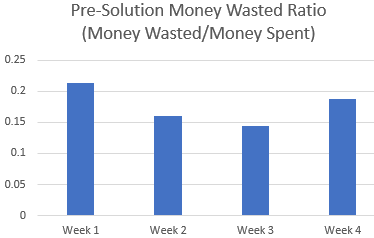 Pre-Solution Money Wasted Ratio
(Money Wasted/Money Spent)
0.25
0.2
0.15
0.1
0.05
0
Week 1 Week 2 Week 3 Week 4